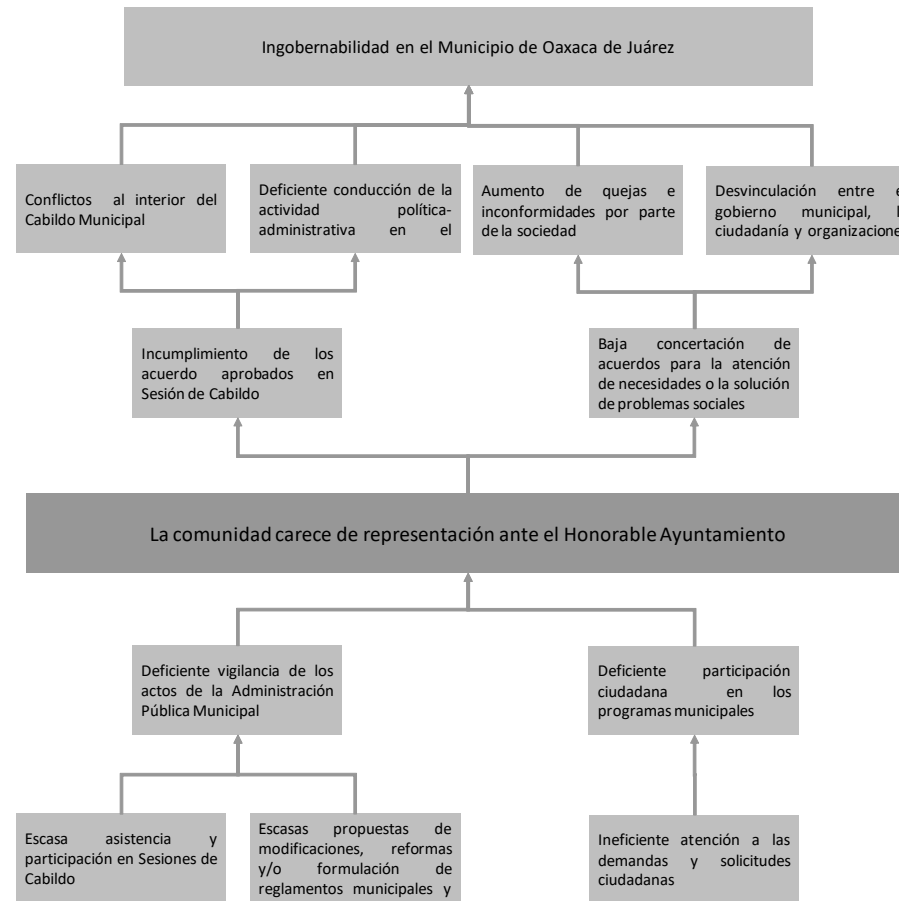 Ingobernabilidad en el Municipio de Oaxaca de Juárez
Conflictos al interior del
Cabildo Municipal
Deficiente conducción de la
actividad política-
administrativa en el
Aumento de quejas e
inconformidades por parte
de la sociedad
Desvinculación entre
gobierno municipal,
ciudadanía y
Incumplimiento de los
acuerdo aprobados en
Sesión de Cabildo
Baja concertación de
acuerdos para la atención
de necesidades o la solución
de problemas sociales
La comunidad carece de representación ante el Honorable Ayuntamiento
Deficiente vigilancia de los
actos de la Administración
Pública Municipal
Deficiente participación
ciudadana en los
programas municipales
Escasa asistencia y
participación en Sesiones de
Cabildo
Escasas propuestas de
modificaciones, reformas
y/o formulación de
reglamentos municipales y
Ineficiente atención a las
demandas y solicitudes
ciudadanas